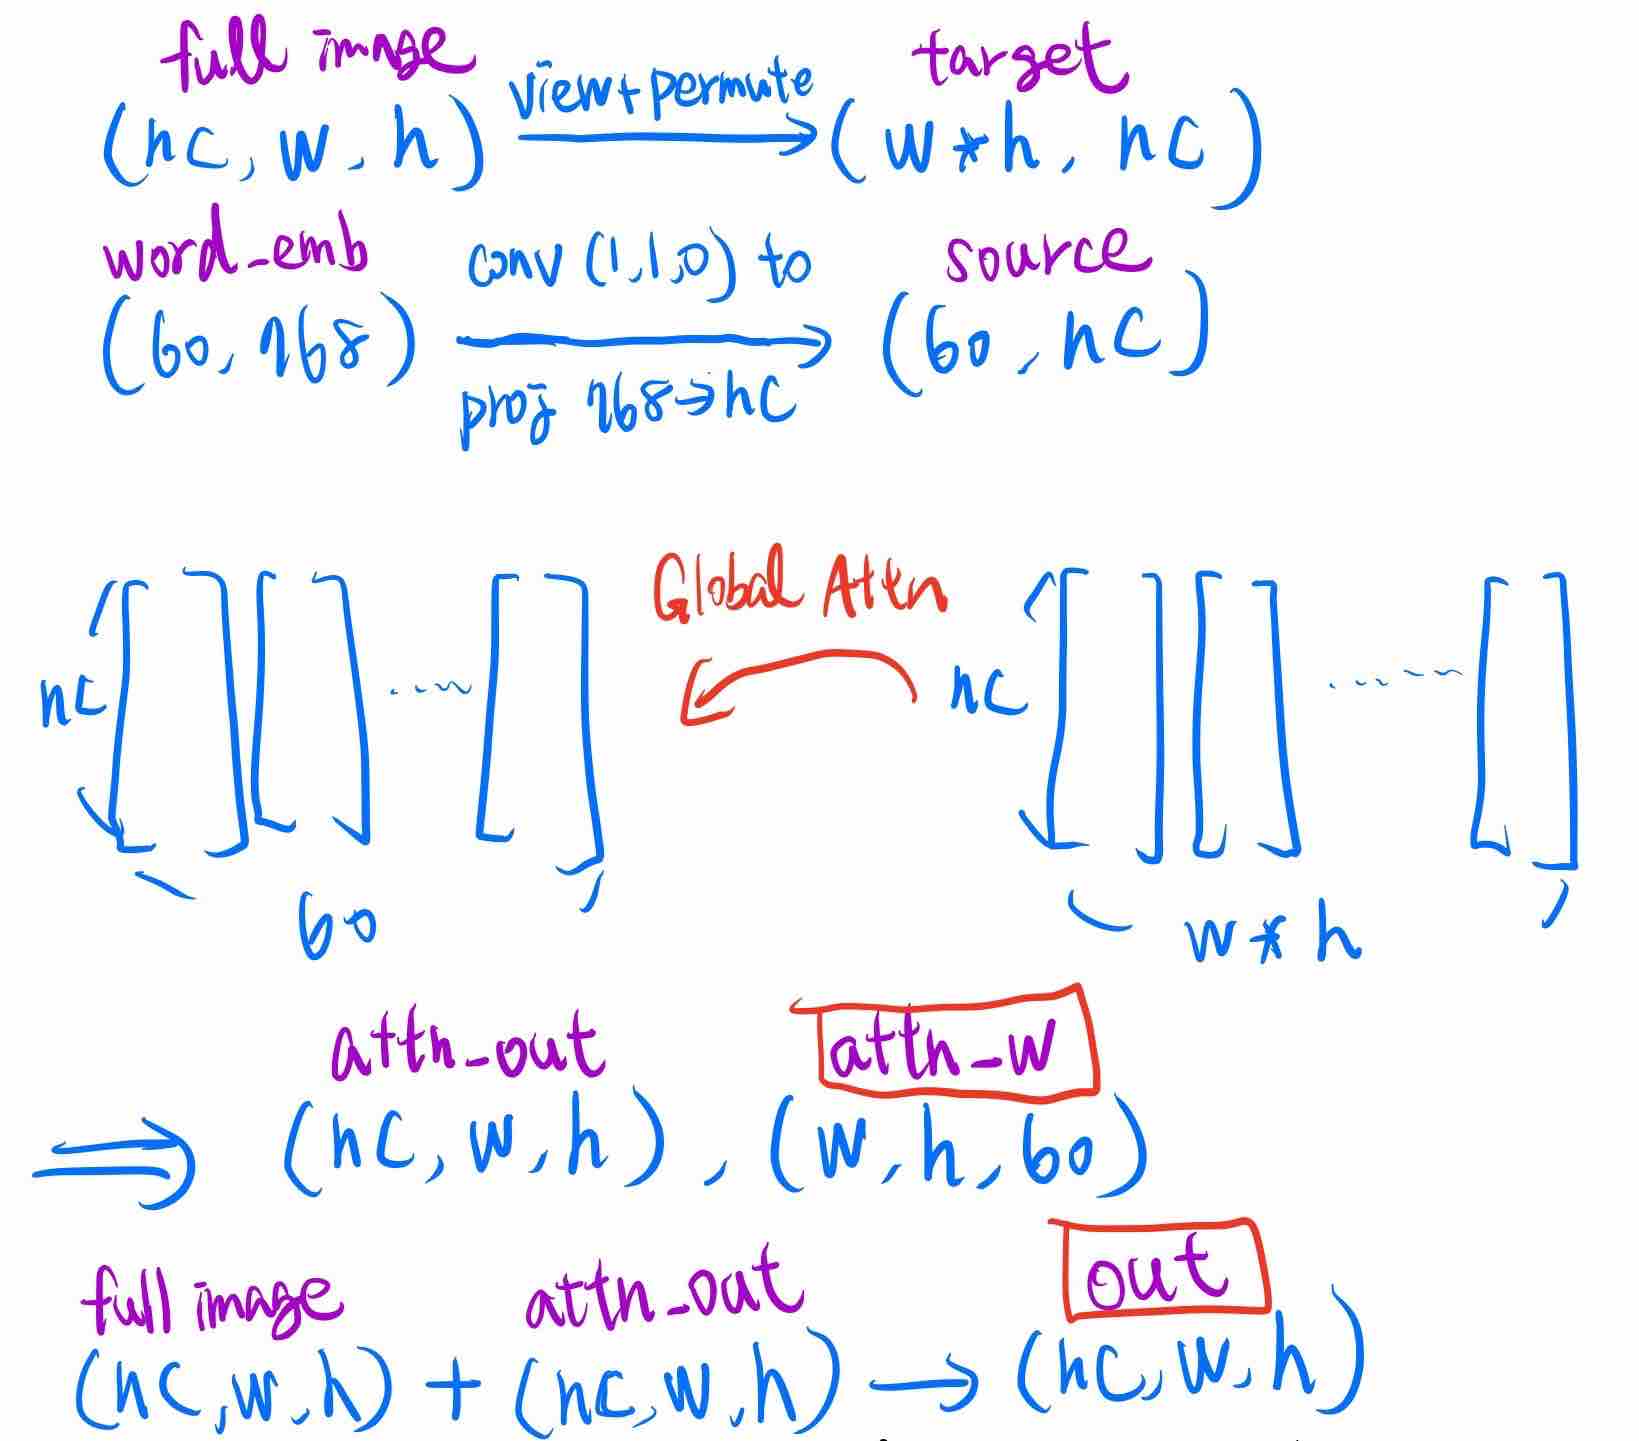 full image view+permute target
(nc, w, h) → (w*h, nc)
word_emb conv (1,1,0) to source
(60, 768) → (60, nc)
proj 768→nc
Global Attn
nc ..... nc .....
60 w*h
attn_out attn_w
⇒ (nc, w, h), (w, h, 60)
full image attn_out out
(nc, w, h) + (nc, w, h) → (nc, w, h)